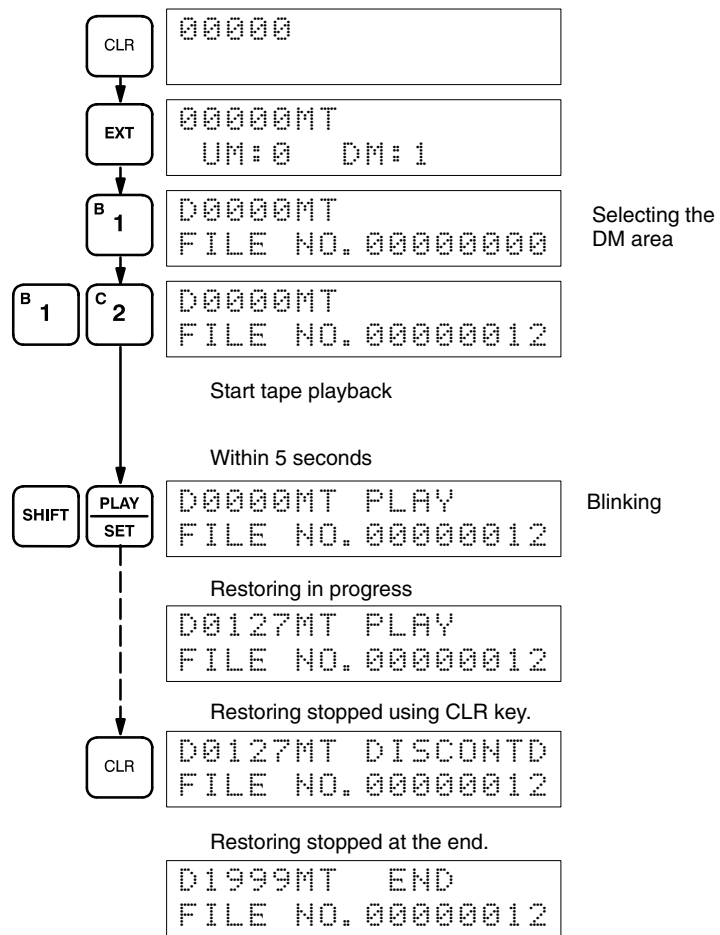 CLR
00000
EXT
00000MT
UM:0 DM:1
B 1
D0000MT
FILE NO.00000000
Selecting the
DM area
B 1
C 2
D0000MT
FILE NO.00000012
Start tape playback
Within 5 seconds
SHIFT
PLAY
SET
D0000MT PLAY
FILE NO.00000012
Blinking
Restoring in progress
D0127MT PLAY
FILE NO.00000012
Restoring stopped using CLR key.
CLR
D0127MT DISCONTD
FILE NO.00000012
Restoring stopped at the end.
D1999MT END
FILE NO.00000012